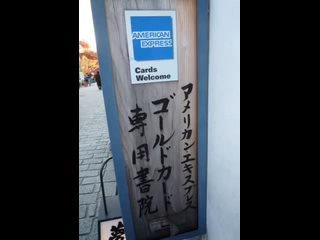 AMERICAN
EXPRESS
Cards
Welcome
アメリカン・エキスプレス
ゴールドカード
専用書院